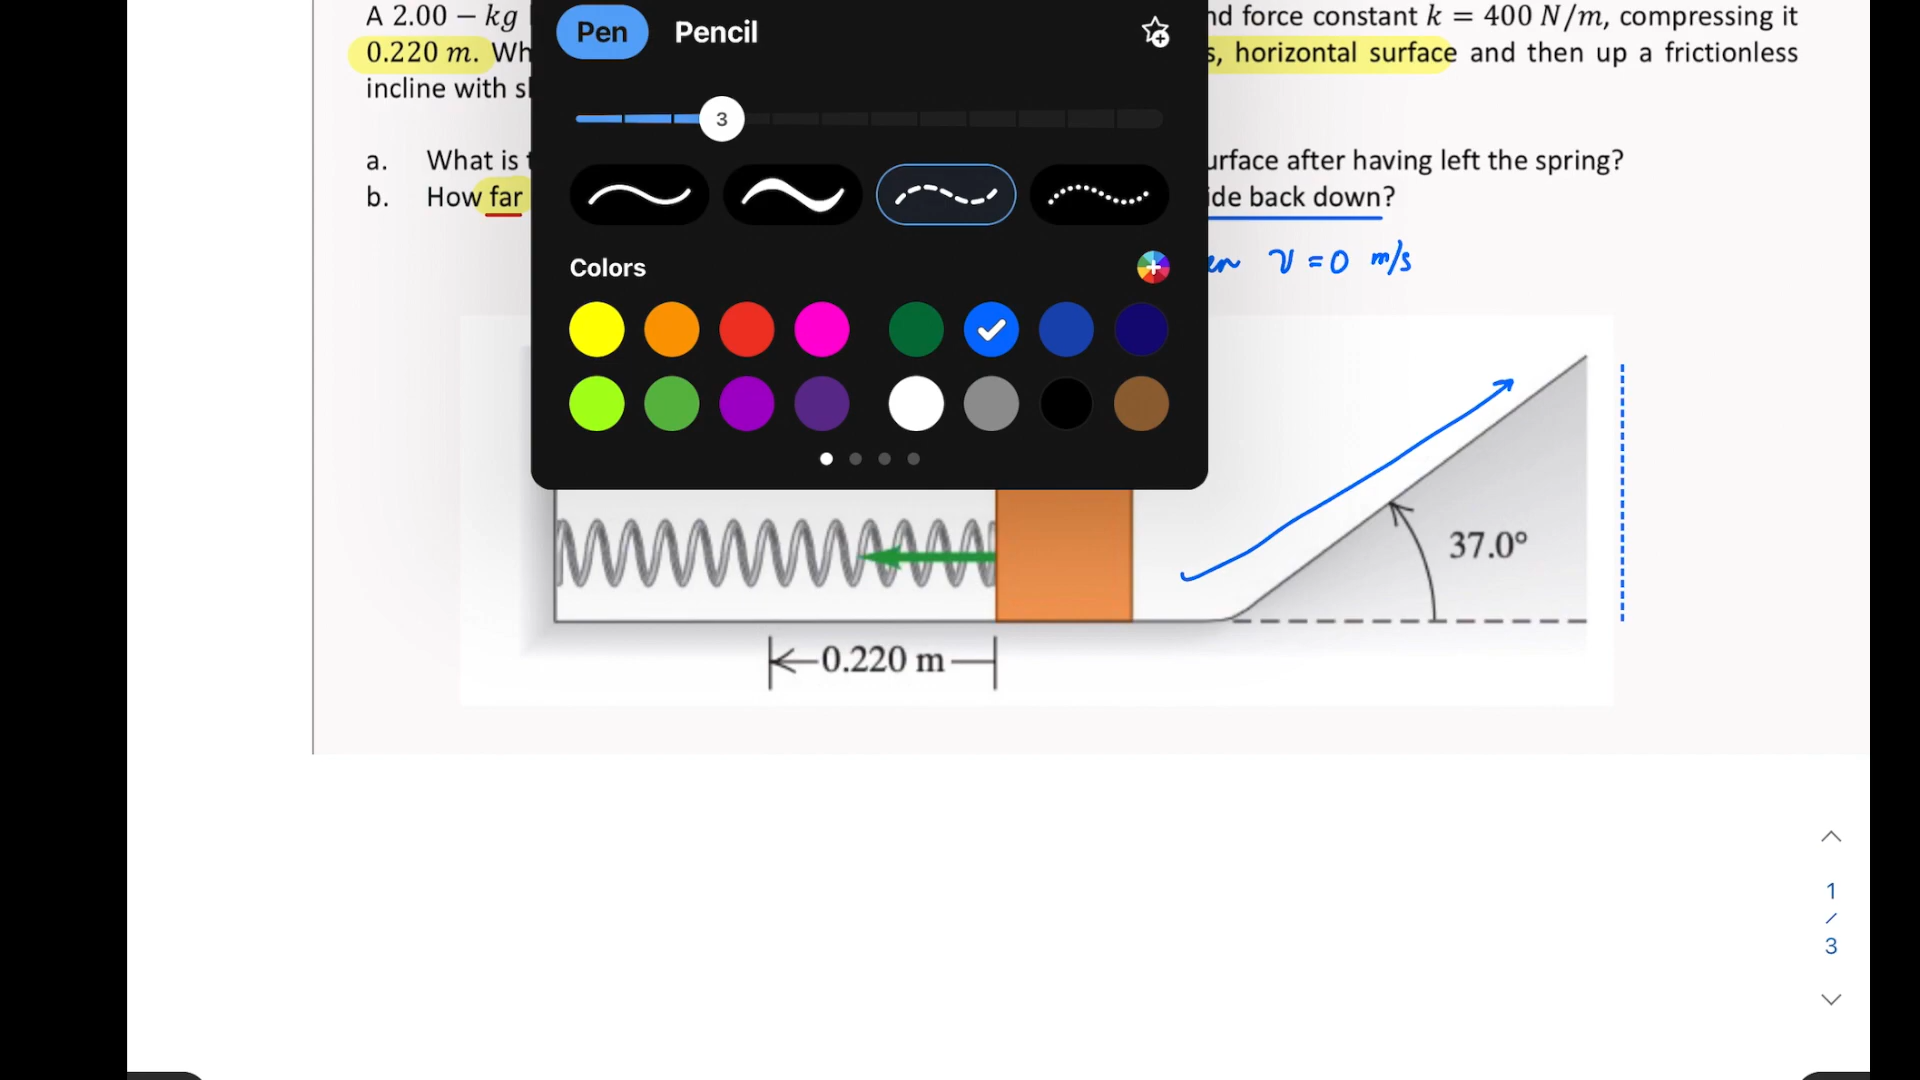 A 2.00 – kg nd force constant k = 400 N/m, compressing it
0.220 m. Wh s, horizontal surface and then up a frictionless
incline with sl
a. What is t urface after having left the spring?
b. How far ide back down?
v = 0 m/s
Pen Pencil
3
Colors
37.0°
0.220 m
1
/
3